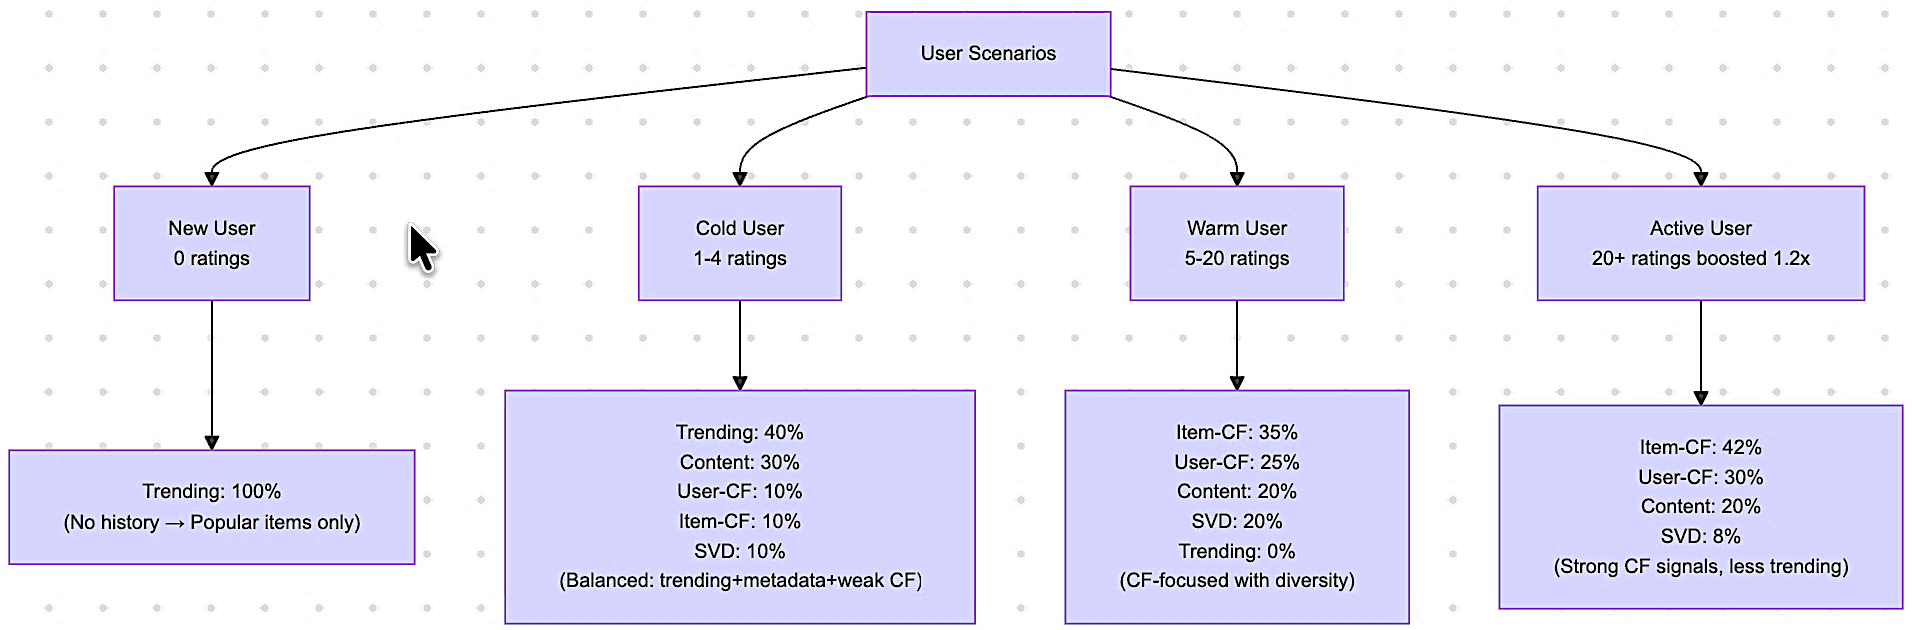 User Scenarios
New User
0 ratings
Cold User
1-4 ratings
Warm User
5-20 ratings
Active User
20+ ratings boosted 1.2x
Trending: 100%
(No history → Popular items only)
Trending: 40%
Content: 30%
User-CF: 10%
Item-CF: 10%
SVD: 10%
(Balanced: trending+metadata+weak CF)
Item-CF: 35%
User-CF: 25%
Content: 20%
SVD: 20%
Trending: 0%
(CF-focused with diversity)
Item-CF: 42%
User-CF: 30%
Content: 20%
SVD: 8%
(Strong CF signals, less trending)